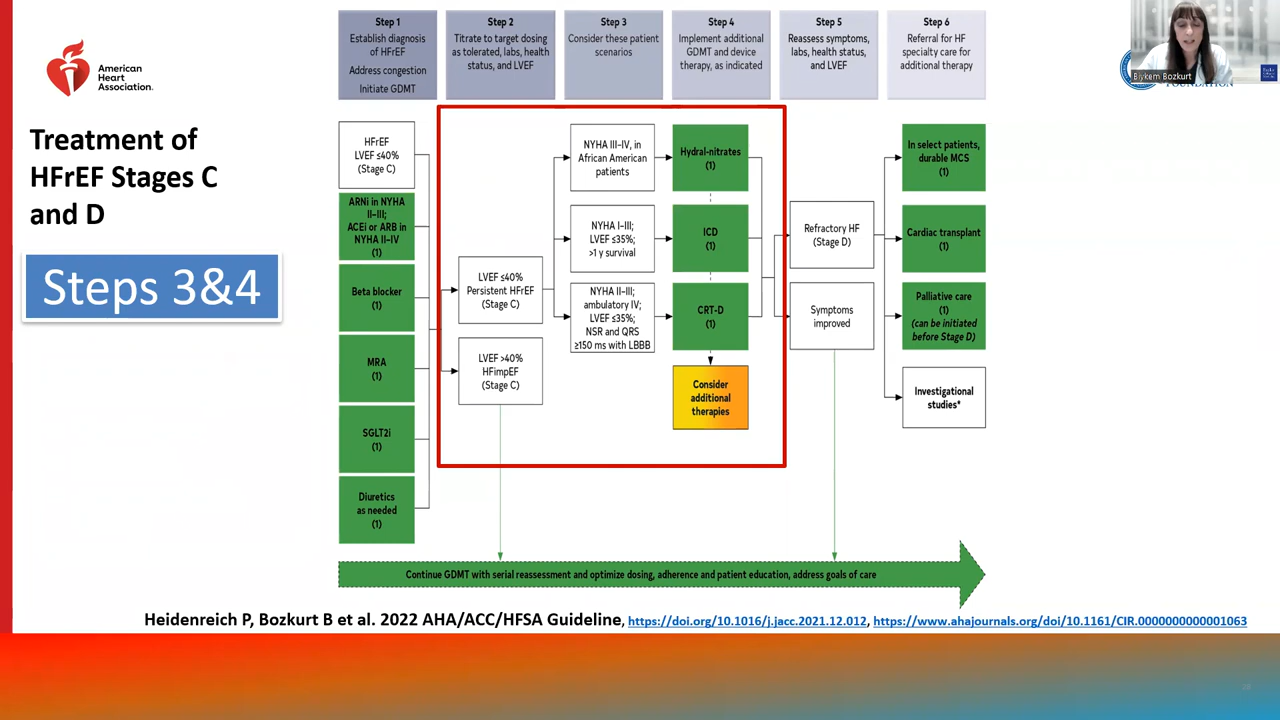 American
Heart
Association.
Treatment of
HFrEF Stages C
and D
Steps 3&4
Step 1
Establish diagnosis
of HFrEF
Address congestion
Initiate GDMT
Step 2
Titrate to target dosing
as tolerated, labs, health
status, and LVEF
Step 3
Consider these patient
scenarios
Step 4
Implement additional
GDMT and device
therapy, as indicated
Step 5
Reassess symptoms,
labs, health status,
and LVEF
Step 6
Referral for HF
specialty care for
additional therapy
Biykem Bozkurt
FOUNDATION
HFrEF
LVEF ≤40%
(Stage C)
ARNi in NYHA
II–III;
ACEi or ARB in
NYHA II–IV
(1)
Beta blocker
(1)
MRA
(1)
SGLT2i
(1)
Diuretics
as needed
(1)
LVEF ≤40%
Persistent HFrEF
(Stage C)
LVEF >40%
HFimpEF
(Stage C)
NYHA III–IV, in
African American
patients
NYHA I–III;
LVEF ≤35%;
>1 y survival
NYHA II–III;
ambulatory IV;
LVEF ≤35%;
NSR and QRS
≥150 ms with LBBB
Hydral-nitrates
(1)
ICD
(1)
CRT-D
(1)
Consider
additional
therapies
Refractory HF
(Stage D)
Symptoms
improved
In select patients,
durable MCS
(1)
Cardiac transplant
(1)
Palliative care
(1)
(can be initiated
before Stage D)
Investigational
studies*
Continue GDMT with serial reassessment and optimize dosing, adherence and patient education, address goals of care
Heidenreich P, Bozkurt B et al. 2022 AHA/ACC/HFSA Guideline, https://doi.org/10.1016/j.jacc.2021.12.012, https://www.ahajournals.org/doi/10.1161/CIR.0000000000001063